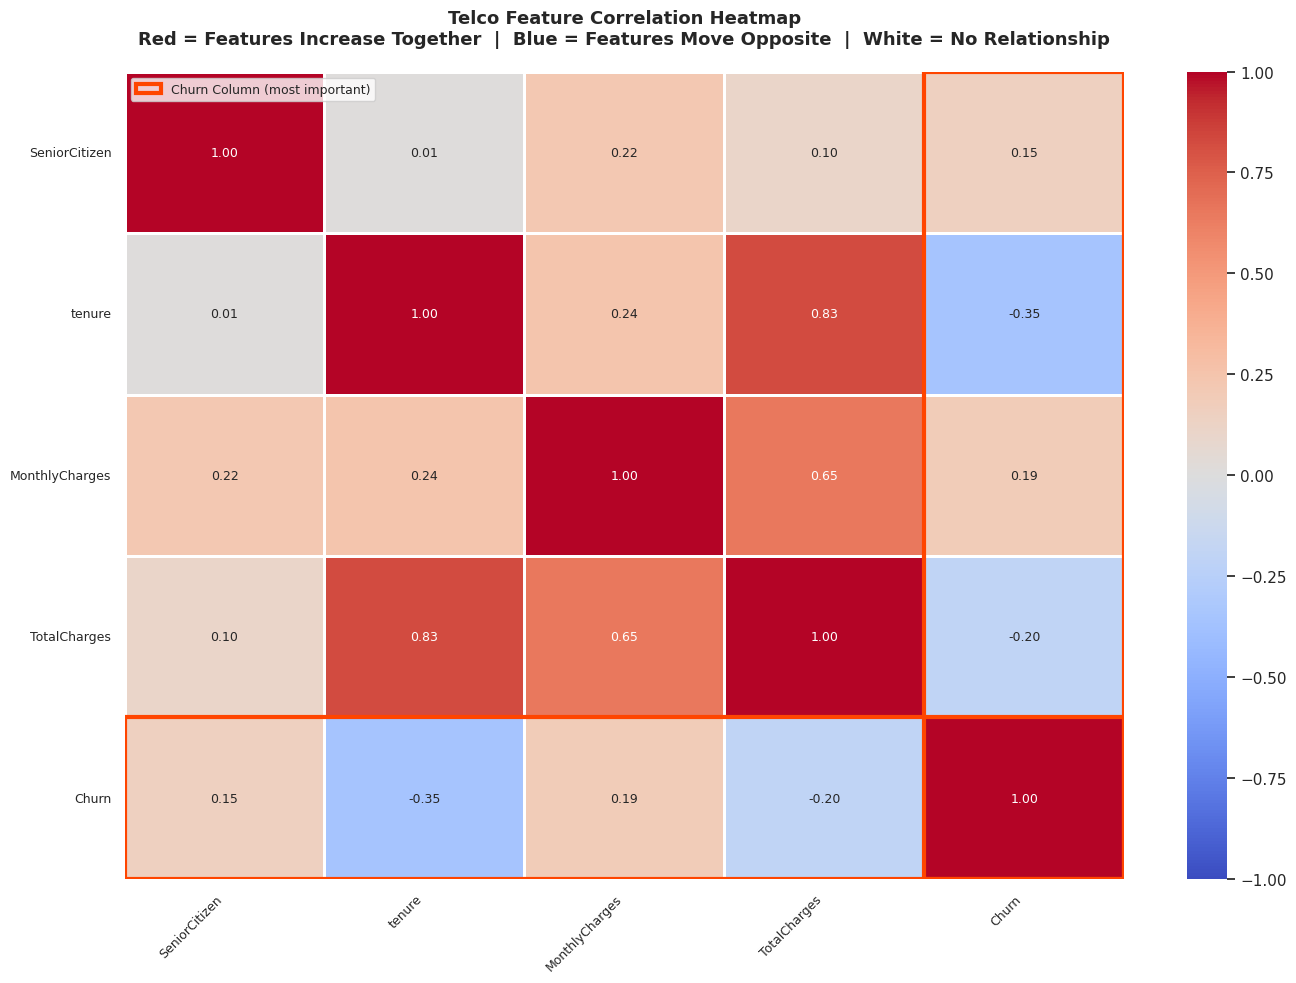 Telco Feature Correlation Heatmap
Red = Features Increase Together | Blue = Features Move Opposite | White = No Relationship
Churn Column (most important)
SeniorCitizen 1.00 0.01 0.22 0.10 0.15
tenure 0.01 1.00 0.24 0.83 -0.35
MonthlyCharges 0.22 0.24 1.00 0.65 0.19
TotalCharges 0.10 0.83 0.65 1.00 -0.20
Churn 0.15 -0.35 0.19 -0.20 1.00
SeniorCitizen tenure MonthlyCharges TotalCharges Churn
1.00
0.75
0.50
0.25
0.00
−0.25
−0.50
−0.75
−1.00